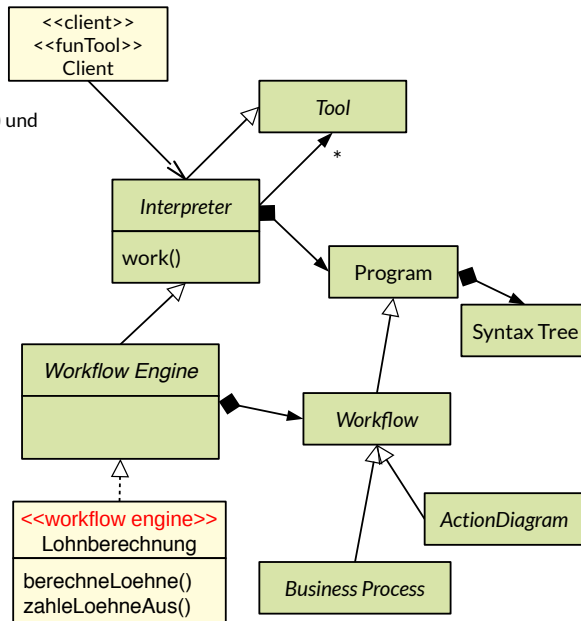 <<client>>
<<funTool>>
Client
und
Tool
*
Interpreter
work()
Program
Syntax Tree
Workflow Engine
Workflow
<<workflow engine>>
Lohnberechnung
berechneLoehne()
zahleLoehneAus()
ActionDiagram
Business Process